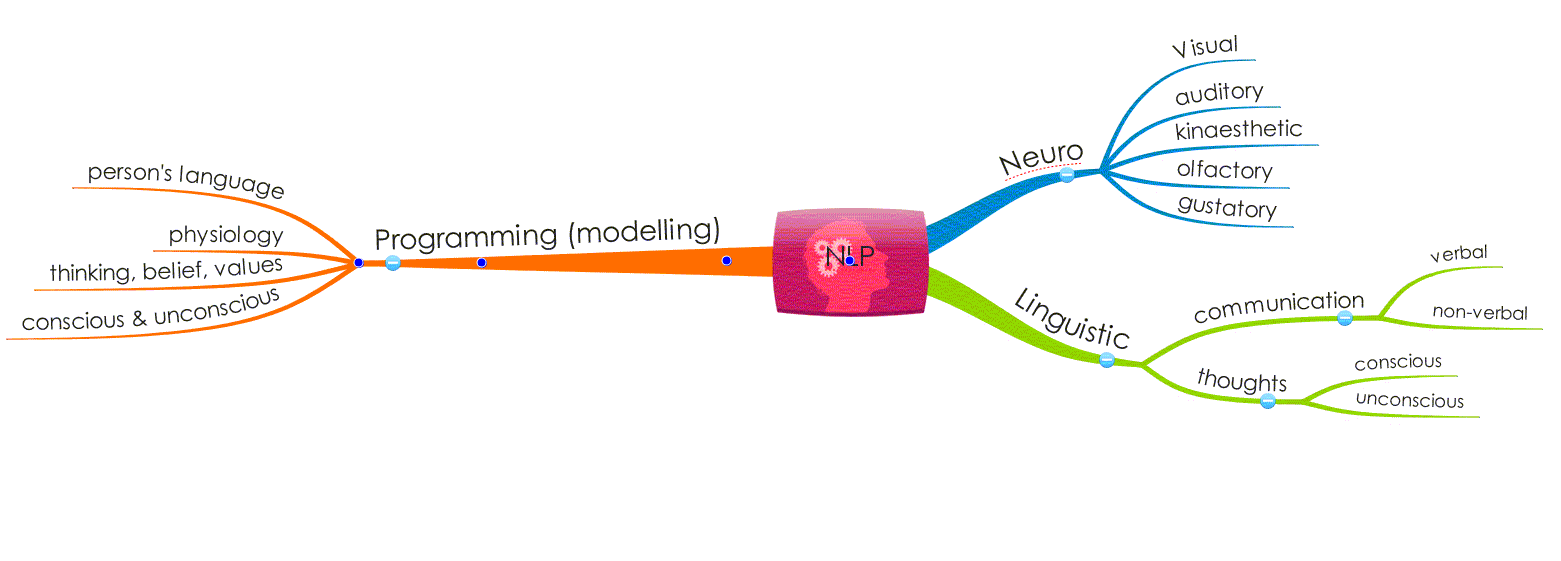 NLP
Neuro
Visual
auditory
kinaesthetic
olfactory
gustatory
Linguistic
communication
verbal
non-verbal
thoughts
conscious
unconscious
Programming (modelling)
person's language
physiology
thinking, belief, values
conscious & unconscious